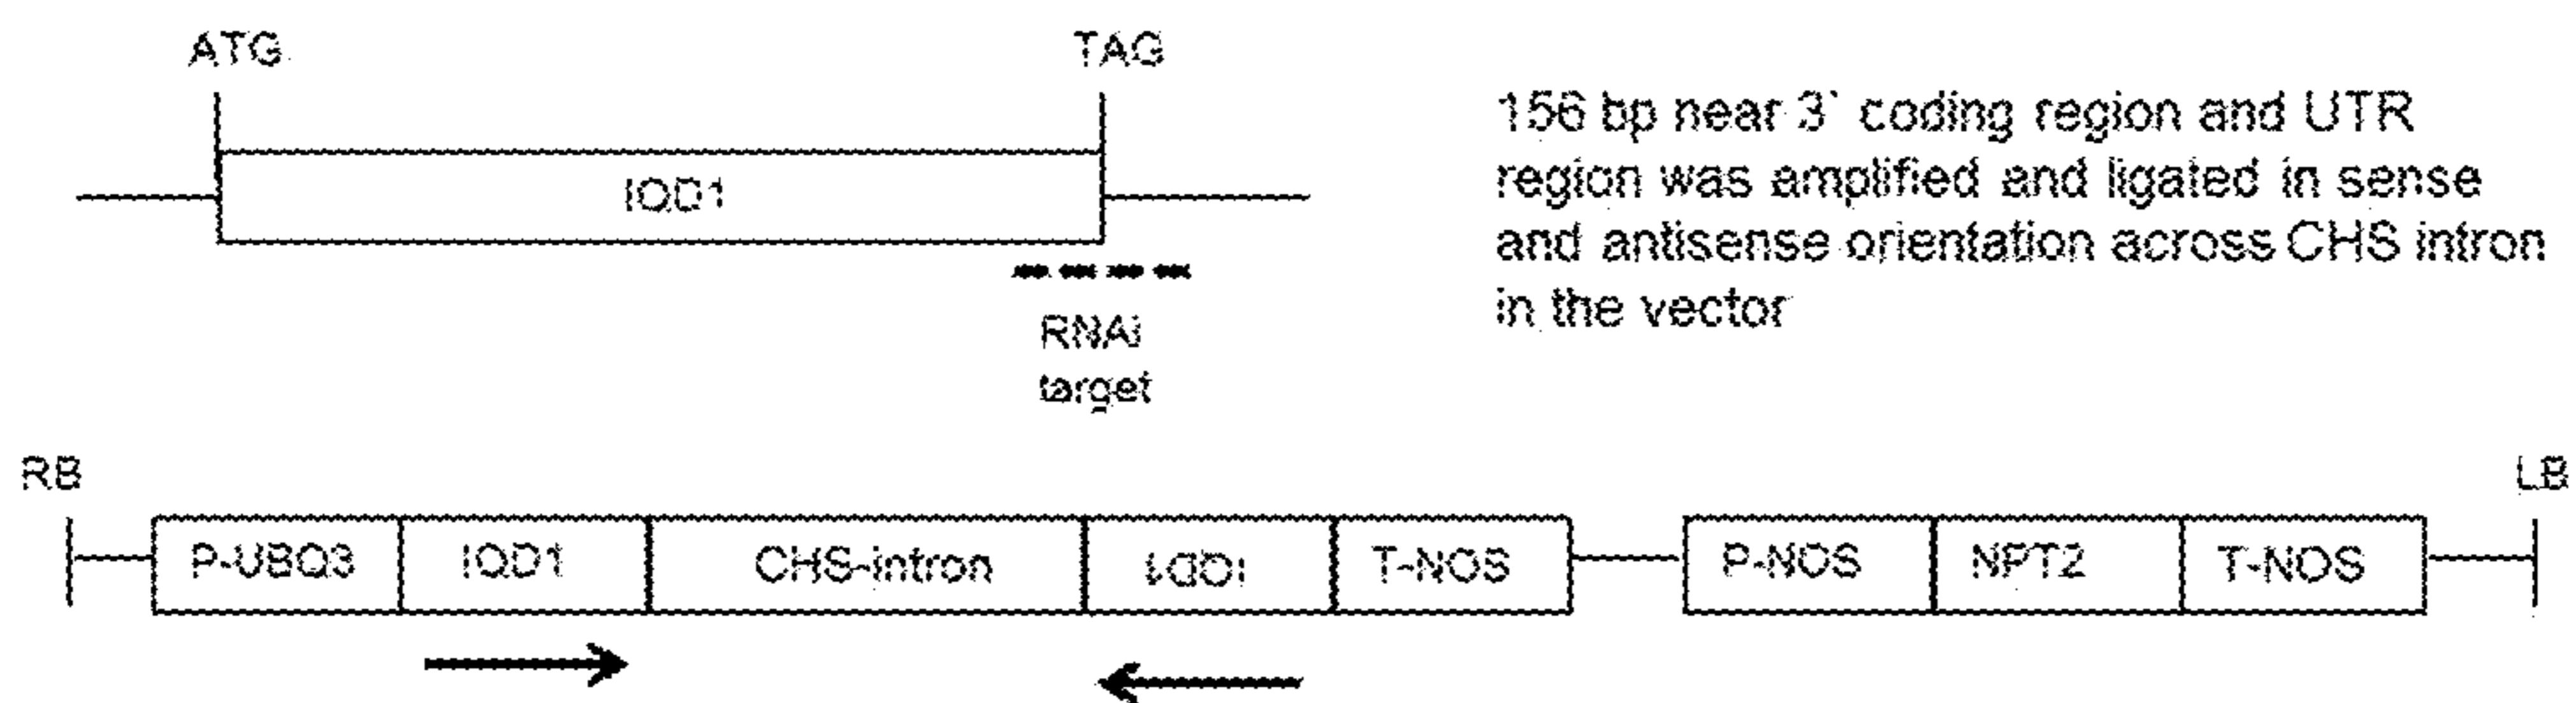 ATG TAG
IQD1
RNAi
target
156 bp near 3` coding region and UTR
region was amplified and ligated in sense
and antisense orientation across CHS intron
in the vector
RB LB
P-UBQ3 IQD1 CHS-intron IQD1 T-NOS P-NOS NPT2 T-NOS